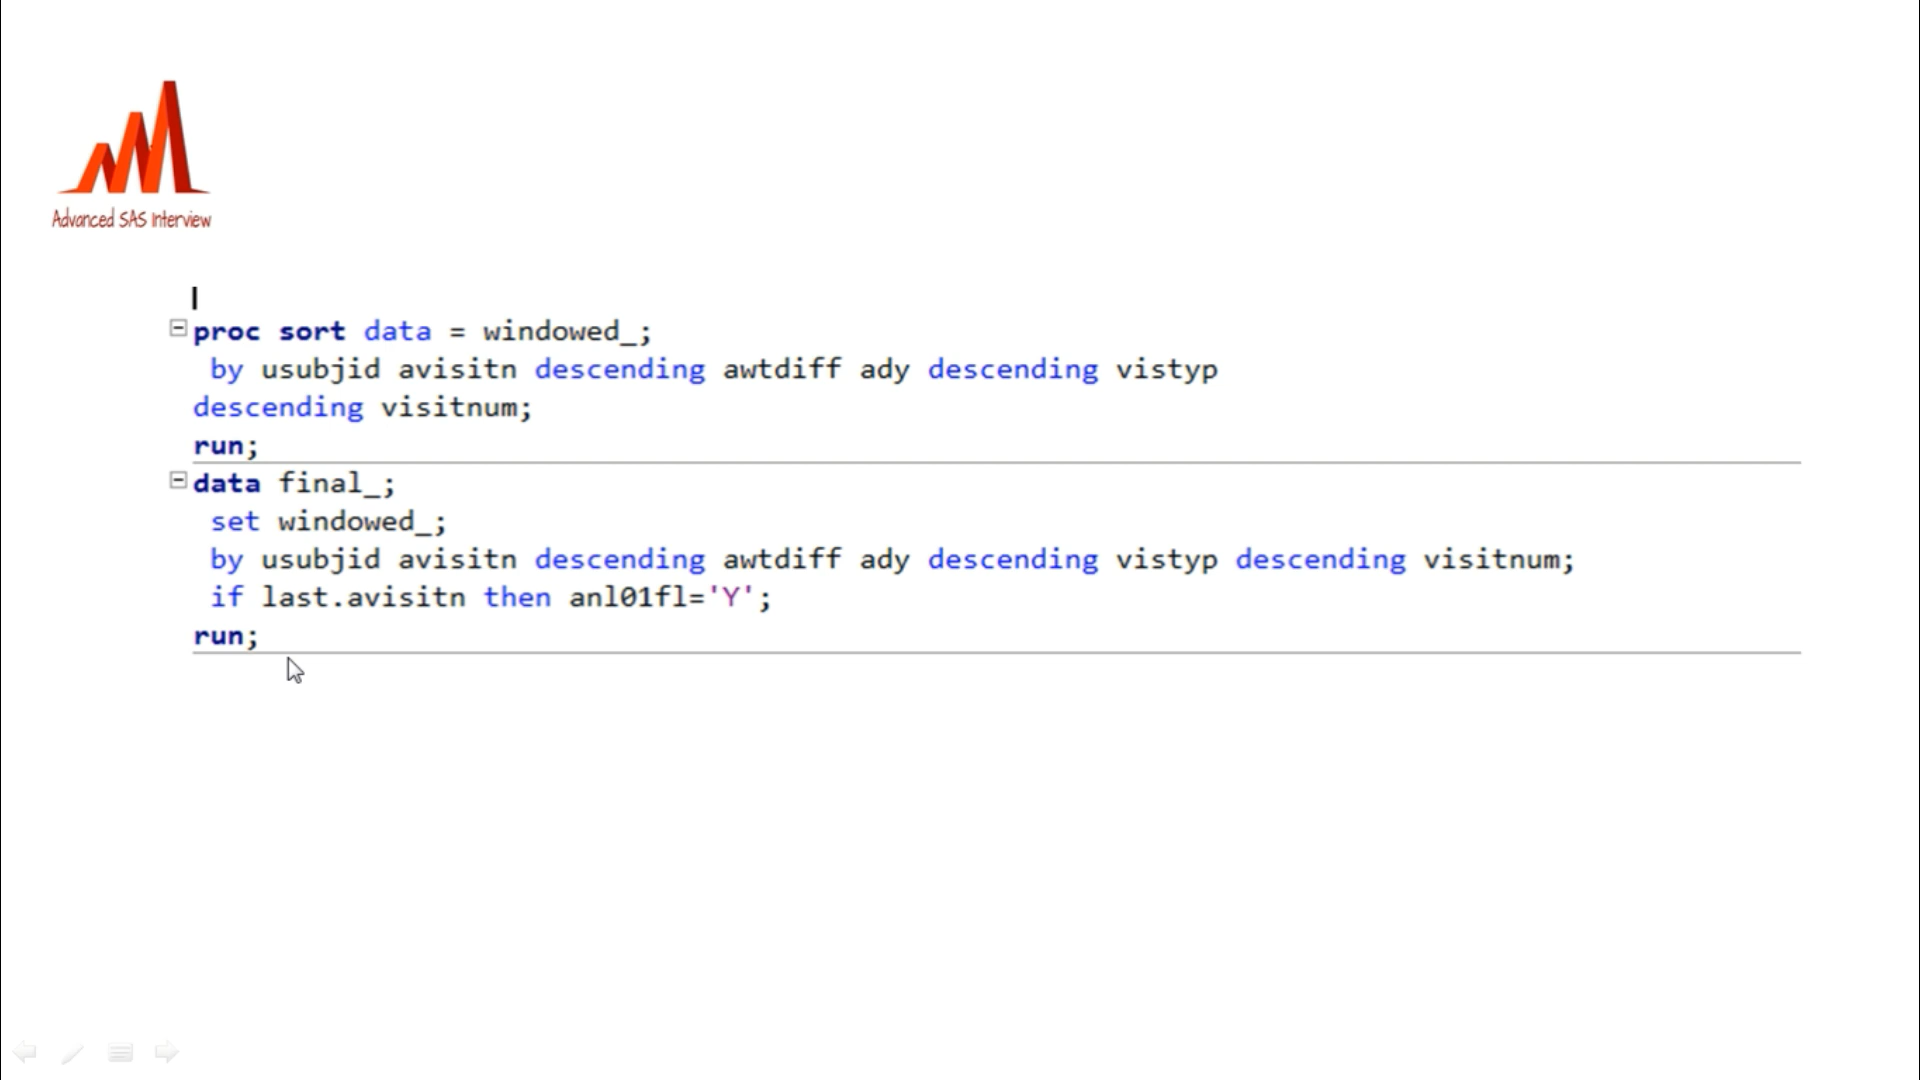 Advanced SAS Interview
proc sort data = windowed_;
by usubjid avisitn descending awtdiff ady descending vistyp
descending visitnum;
run;
data final_;
set windowed_;
by usubjid avisitn descending awtdiff ady descending vistyp descending visitnum;
if last.avisitn then anl01fl='Y';
run;